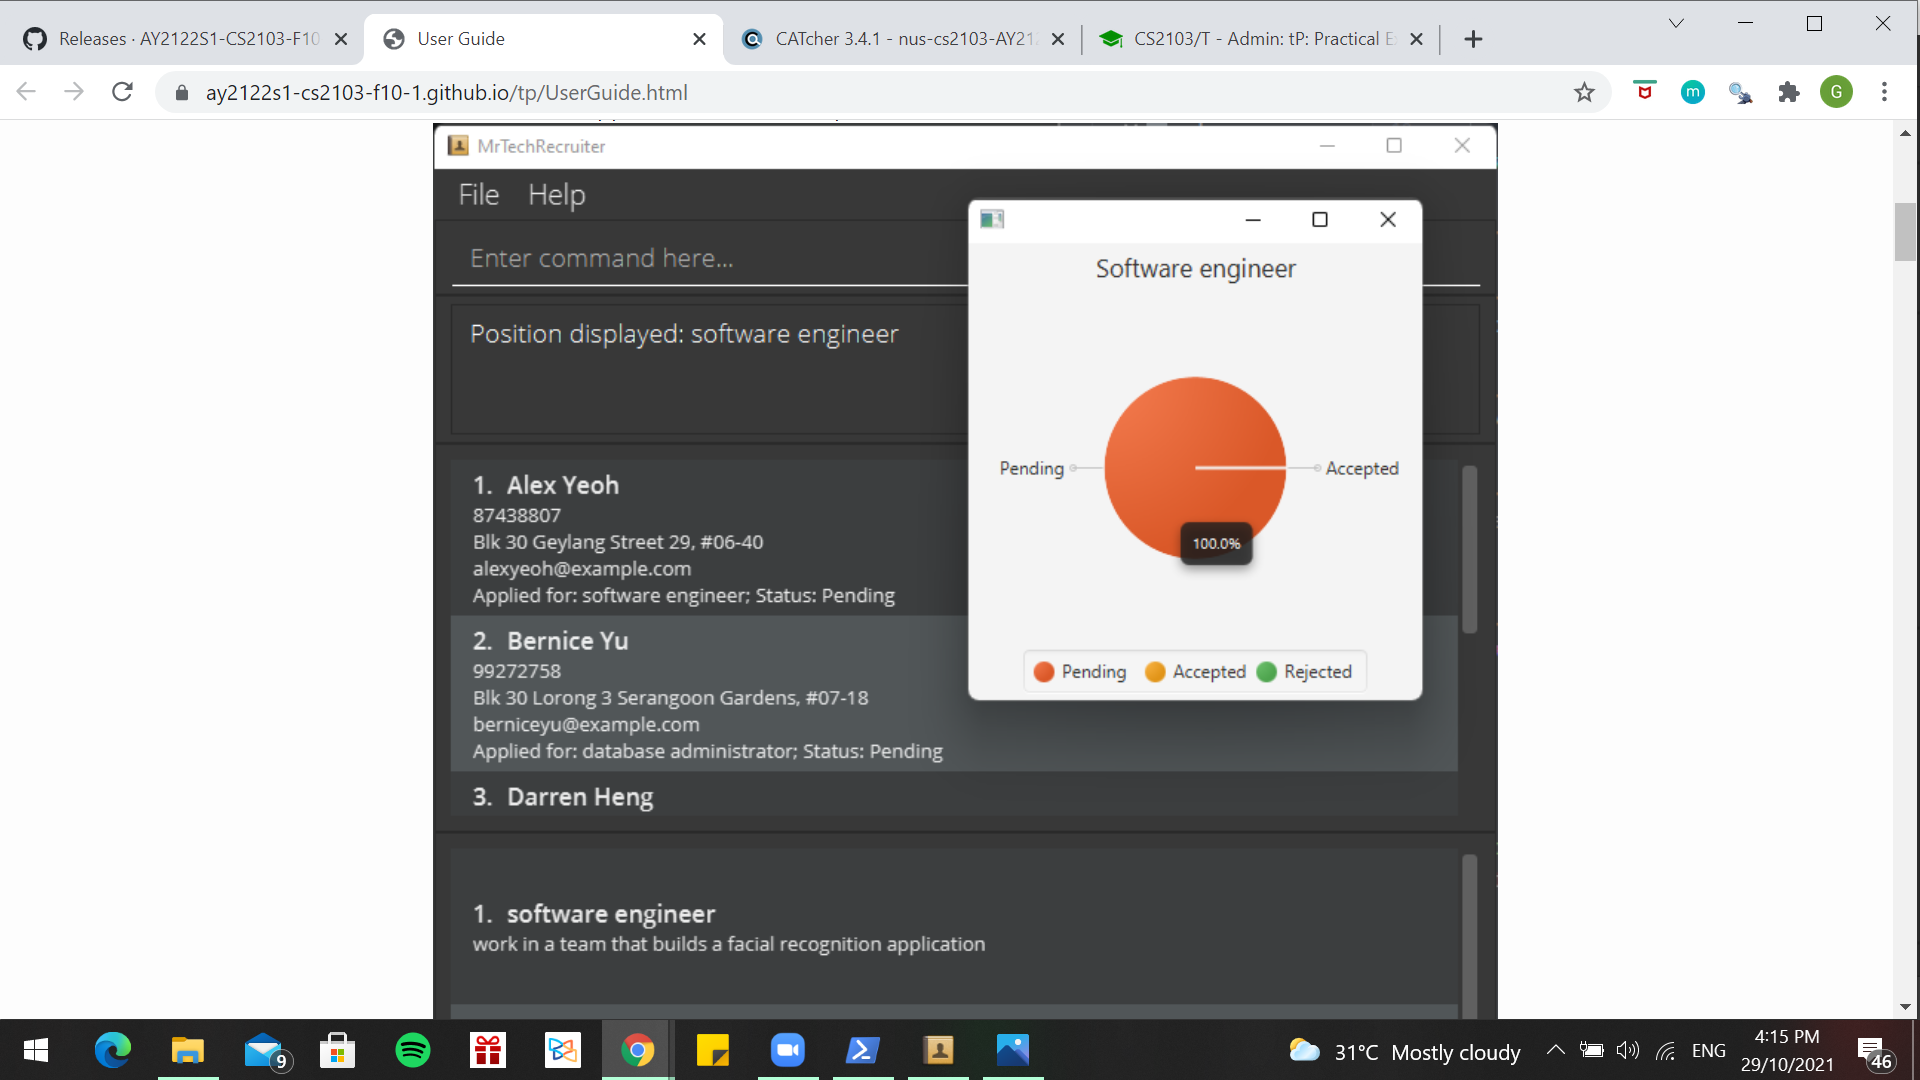 Releases · AY2122S1-CS2103-F10
User Guide
CATcher 3.4.1 - nus-cs2103-AY21
CS2103/T - Admin: tP: Practical E
ay2122s1-cs2103-f10-1.github.io/tp/UserGuide.html
m
G
MrTechRecruiter
File Help
Enter command here...
Position displayed: software engineer
1. Alex Yeoh
87438807
Blk 30 Geylang Street 29, #06-40
alexyeoh@example.com
Applied for: software engineer; Status: Pending
2. Bernice Yu
99272758
Blk 30 Lorong 3 Serangoon Gardens, #07-18
berniceyu@example.com
Applied for: database administrator; Status: Pending
3. Darren Heng
Software engineer
Pending
Accepted
100.0%
Pending Accepted Rejected
1. software engineer
work in a team that builds a facial recognition application
9
31°C Mostly cloudy
ENG
4:15 PM
29/10/2021
46